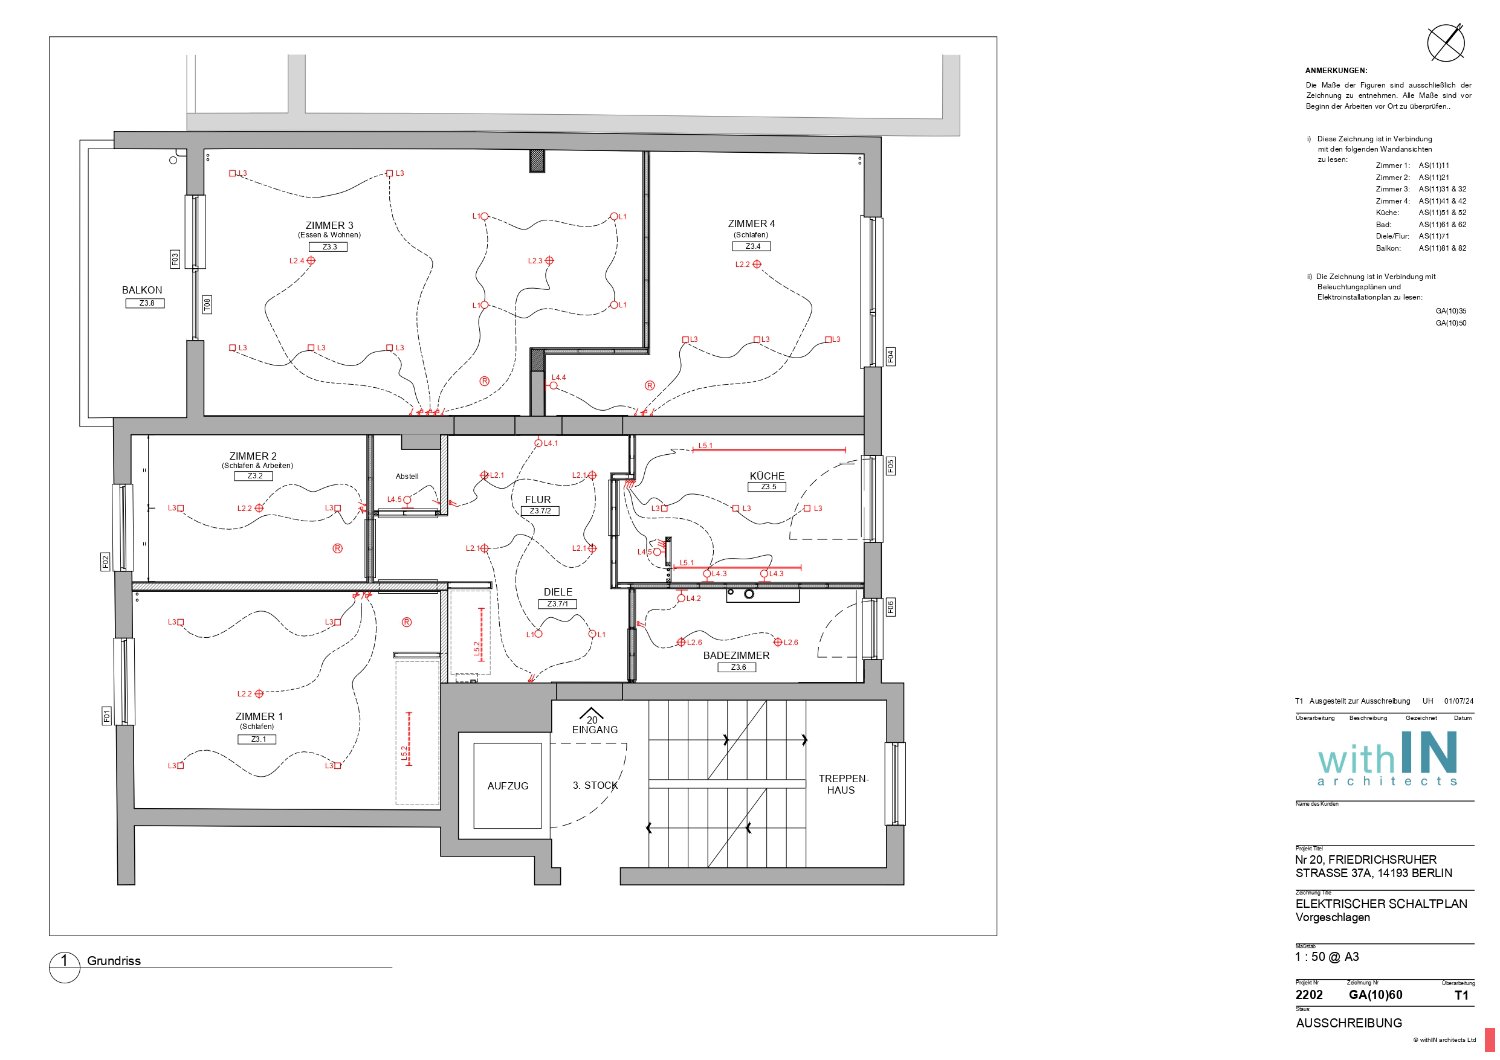 N
ANMERKUNGEN:
Die Maße der Figuren sind ausschließlich der
Zeichnung zu entnehmen. Alle Maße sind vor
Beginn der Arbeiten vor Ort zu überprüfen..
i) Diese Zeichnung ist in Verbindung
mit den folgenden Wandansichten
zu lesen:
Zimmer 1: AS(11)11
Zimmer 2: AS(11)21
Zimmer 3: AS(11)31 & 32
Zimmer 4: AS(11)41 & 42
Küche: AS(11)51 & 52
Bad: AS(11)61 & 62
Diele/Flur: AS(11)71
Balkon: AS(11)81 & 82
ii) Die Zeichnung ist in Verbindung mit
Beleuchtungsplänen und
Elektroinstallationplan zu lesen:
GA(10)35
GA(10)50
L3 L3
L1 L1
ZIMMER 3
(Essen & Wohnen)
Z3.3
ZIMMER 4
(Schlafen)
Z3.4
F03
L2.4 L2.3 L2.2
BALKON
Z3.8
T08
L1 L1
L3 L3 L3
L3 L3 L3
F04
R
L4.4
R
L4.1
L5.1
ZIMMER 2
(Schlafen & Arbeiten)
Z3.2
Abstell
L2.1 L2.1
KÜCHE
Z3.5
F05
L4.5
FLUR
Z3.7/2
L3 L2.2 L3
L3 L3 L3
R
L2.1 L2.1
L4.5
F02
L5.1
L4.3 L4.3
DIELE
Z3.7/1
L4.2
F06
L3 L3
R
L1 L1
L5.2
L2.6 L2.6
BADEZIMMER
Z3.6
L2.2
F01
ZIMMER 1
(Schlafen)
Z3.1
L5.2
L3 L3
20
EINGANG
AUFZUG
3. STOCK
TREPPEN-
HAUS
1 Grundriss
T1 Ausgestellt zur Ausschreibung UH 01/07/24
Überarbeitung Beschreibung Gezeichnet Datum
withIN
architects
Name des Kunden
Projekt Titel
Nr 20, FRIEDRICHSRUHER
STRASSE 37A, 14193 BERLIN
Zeichnung Title
ELEKTRISCHER SCHALTPLAN
Vorgeschlagen
Maßstab
1 : 50 @ A3
Projekt Nr Zeichnung Nr Überarbeitung
2202 GA(10)60 T1
Staus
AUSSCHREIBUNG
© withIN architects Ltd